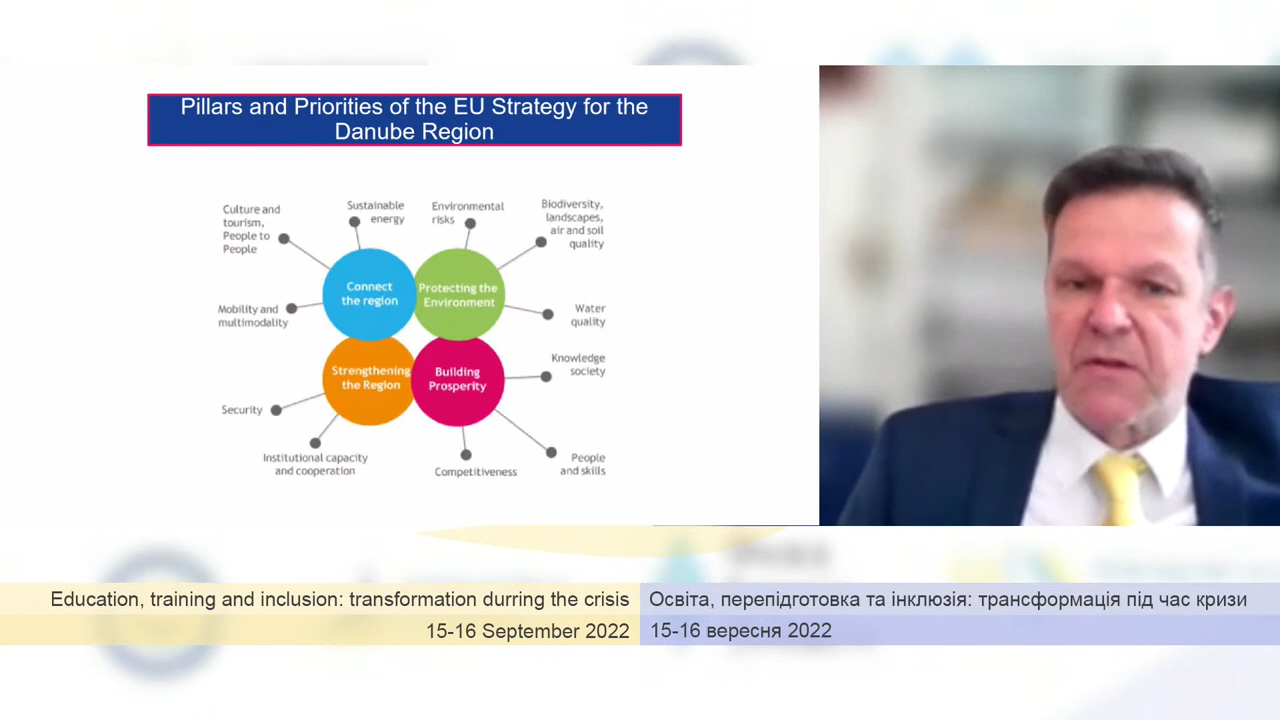 Pillars and Priorities of the EU Strategy for the
Danube Region
Culture and
tourism,
People to
People
Sustainable
energy
Environmental
risks
Biodiversity,
landscapes,
air and soil
quality
Connect
the region
Protecting the
Environment
Mobility and
multimodality
Water
quality
Strengthening
the Region
Building
Prosperity
Knowledge
society
Security
Institutional capacity
and cooperation
Competitiveness
People
and skills
Education, training and inclusion: transformation durring the crisis
15-16 September 2022
Освіта, перепідготовка та інклюзія: трансформація під час кризи
15-16 вересня 2022